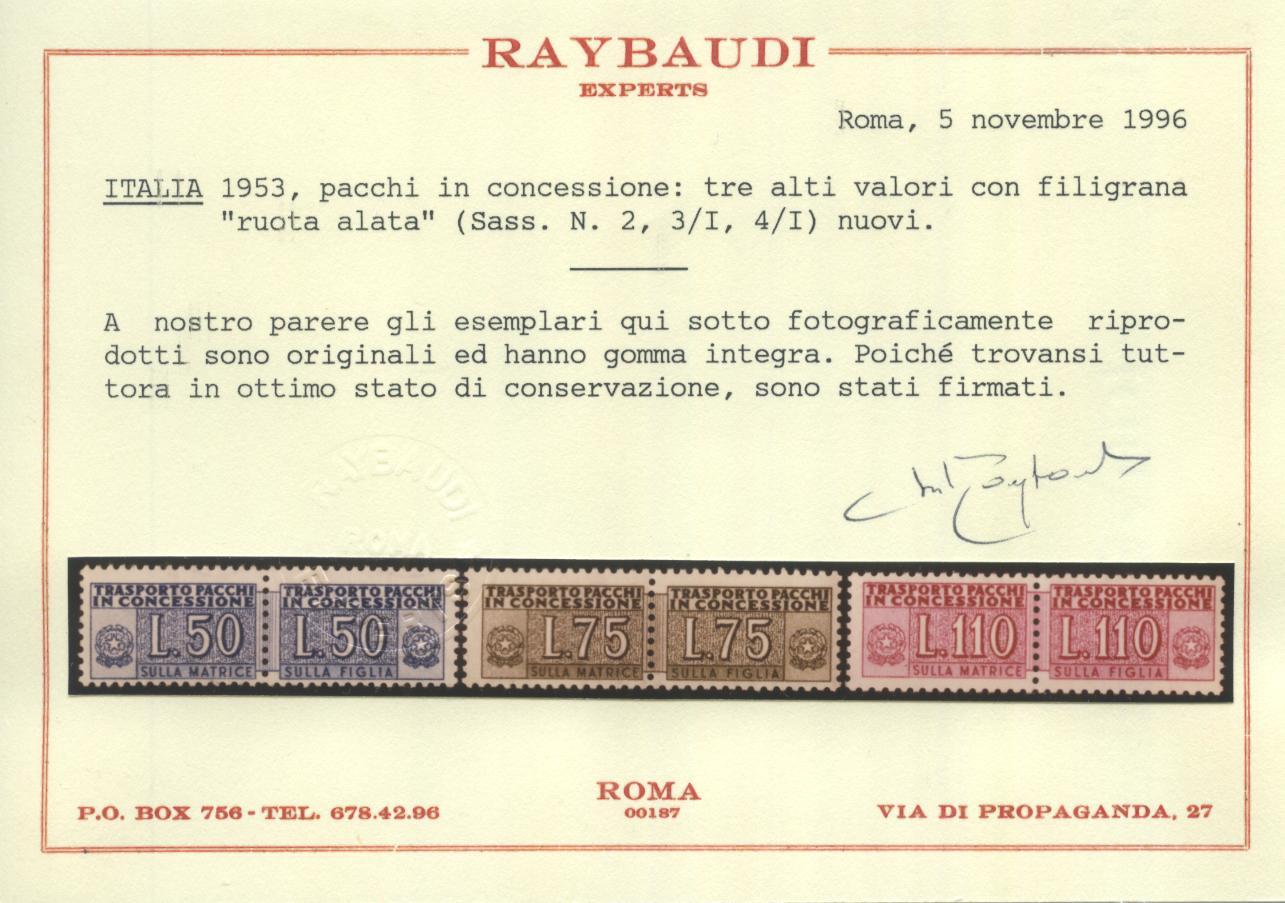 RAYBAUDI
EXPERTS
Roma, 5 novembre 1996
ITALIA 1953, pacchi in concessione: tre alti valori con filigrana
"ruota alata" (Sass. N. 2, 3/I, 4/I) nuovi.
A nostro parere gli esemplari qui sotto fotograficamente ripro-
dotti sono originali ed hanno gomma integra. Poiché trovansi tut-
tora in ottimo stato di conservazione, sono stati firmati.
RAYBAUDI
ROMA
TRASPORTO PACCHI IN CONCESSIONE
L.50
SULLA MATRICE
TRASPORTO PACCHI IN CONCESSIONE
L.50
SULLA FIGLIA
TRASPORTO PACCHI IN CONCESSIONE
L.75
SULLA MATRICE
TRASPORTO PACCHI IN CONCESSIONE
L.75
SULLA FIGLIA
TRASPORTO PACCHI IN CONCESSIONE
L.110
SULLA MATRICE
TRASPORTO PACCHI IN CONCESSIONE
L.110
SULLA FIGLIA
P.O. BOX 756 - TEL. 678.42.96
ROMA
00187
VIA DI PROPAGANDA, 27